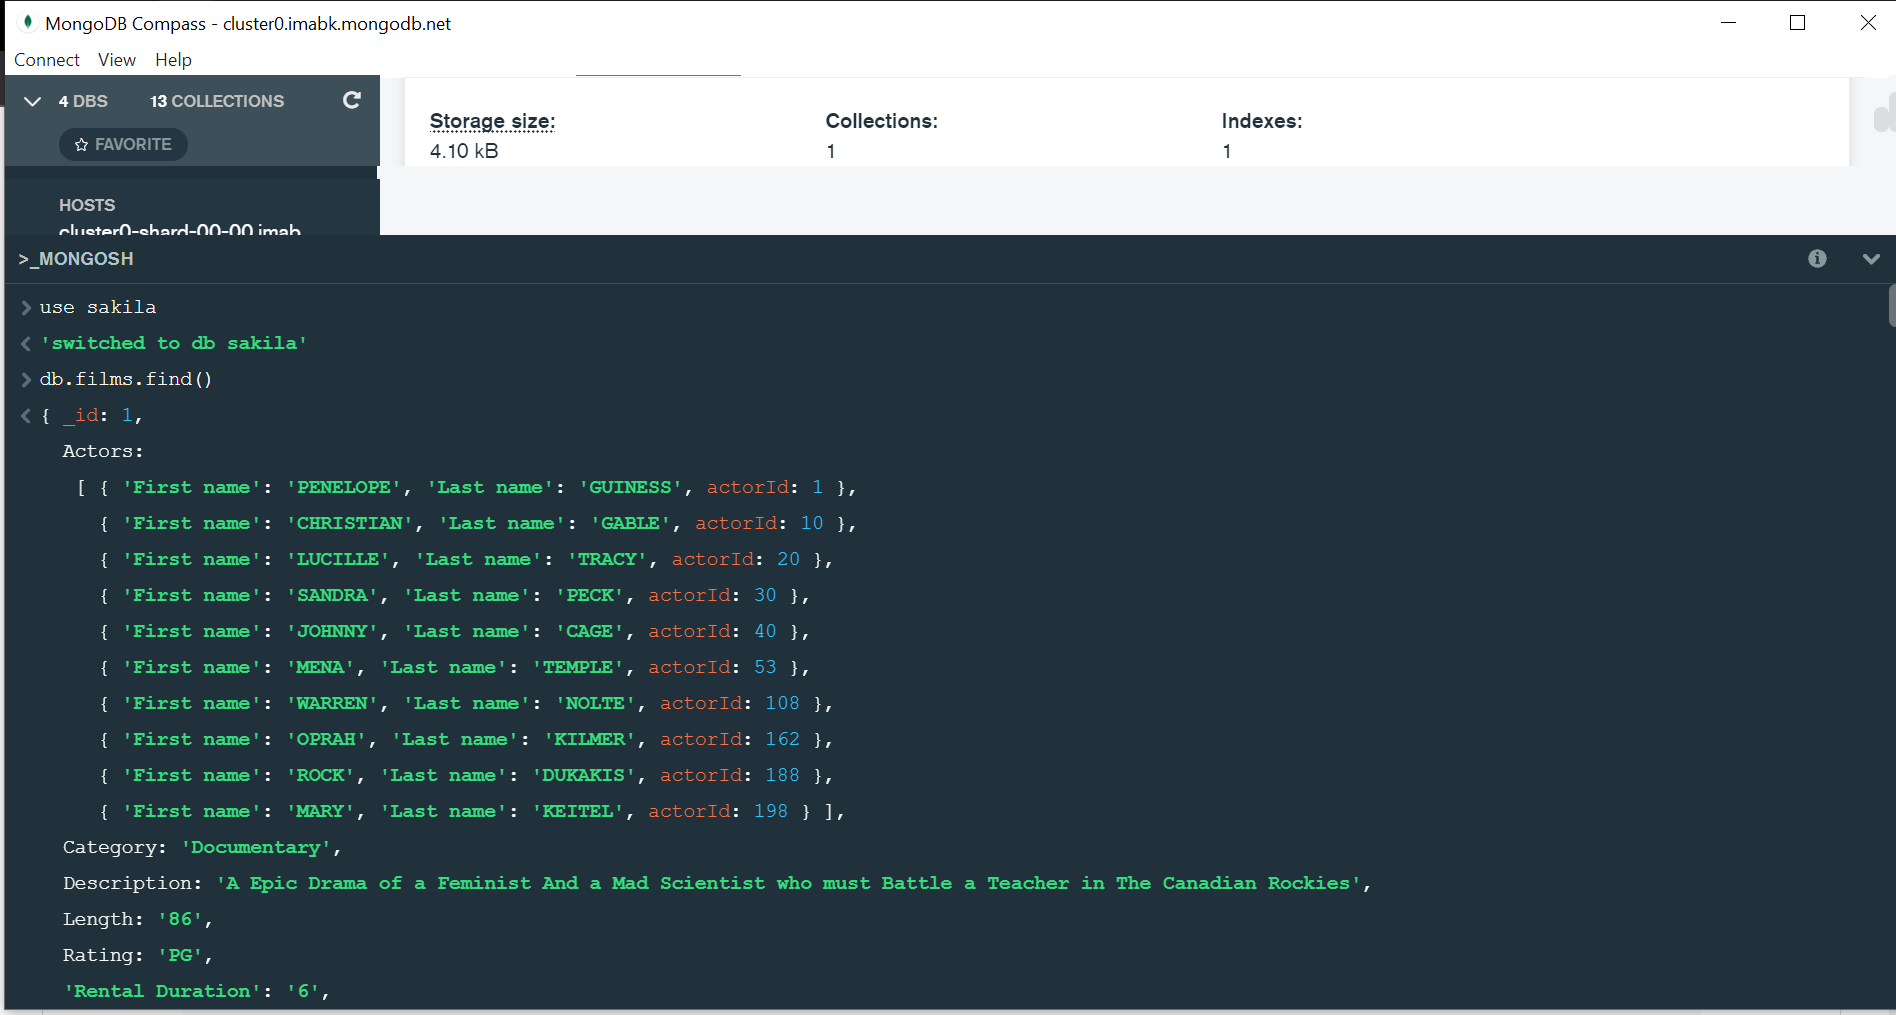 MongoDB Compass - cluster0.imabk.mongodb.net
Connect View Help
4 DBS 13 COLLECTIONS
FAVORITE
Storage size: Collections: Indexes:
4.10 kB 1 1
HOSTS
cluster0-shard-00-00.imab
>_MONGOSH
> use sakila
< 'switched to db sakila'
> db.films.find()
< { _id: 1,
Actors:
[ { 'First name': 'PENELOPE', 'Last name': 'GUINESS', actorId: 1 },
{ 'First name': 'CHRISTIAN', 'Last name': 'GABLE', actorId: 10 },
{ 'First name': 'LUCILLE', 'Last name': 'TRACY', actorId: 20 },
{ 'First name': 'SANDRA', 'Last name': 'PECK', actorId: 30 },
{ 'First name': 'JOHNNY', 'Last name': 'CAGE', actorId: 40 },
{ 'First name': 'MENA', 'Last name': 'TEMPLE', actorId: 53 },
{ 'First name': 'WARREN', 'Last name': 'NOLTE', actorId: 108 },
{ 'First name': 'OPRAH', 'Last name': 'KILMER', actorId: 162 },
{ 'First name': 'ROCK', 'Last name': 'DUKAKIS', actorId: 188 },
{ 'First name': 'MARY', 'Last name': 'KEITEL', actorId: 198 } ],
Category: 'Documentary',
Description: 'A Epic Drama of a Feminist And a Mad Scientist who must Battle a Teacher in The Canadian Rockies',
Length: '86',
Rating: 'PG',
'Rental Duration': '6',